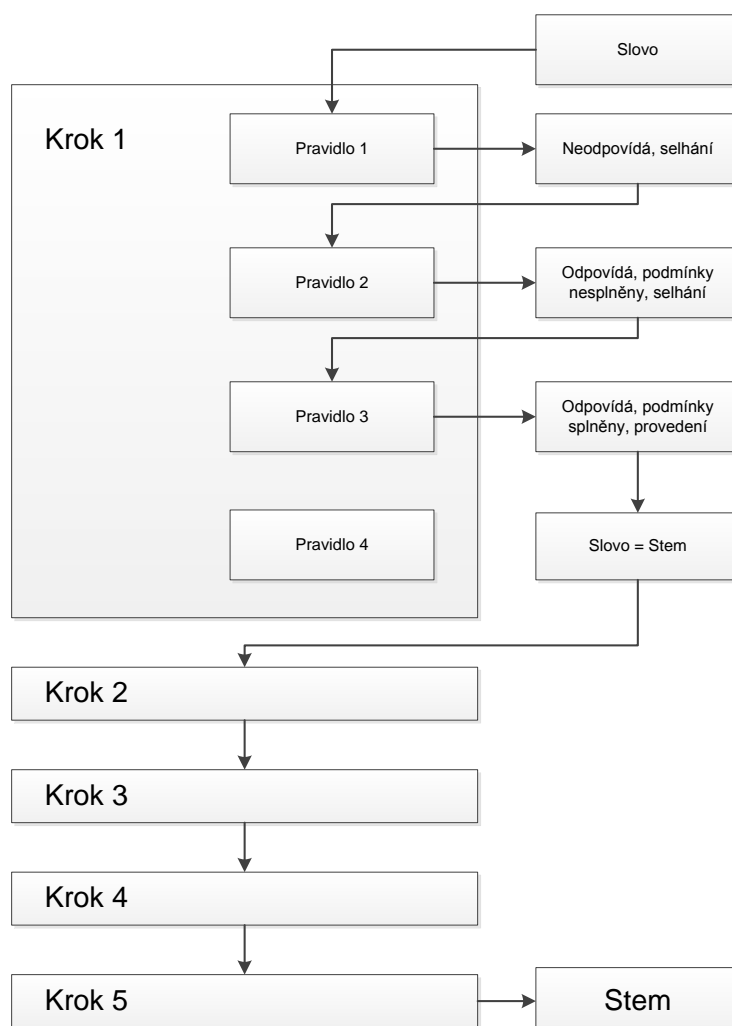 Slovo
Krok 1
Pravidlo 1
Neodpovídá, selhání
Pravidlo 2
Odpovídá, podmínky
nesplněny, selhání
Pravidlo 3
Odpovídá, podmínky
splněny, provedení
Pravidlo 4
Slovo = Stem
Krok 2
Krok 3
Krok 4
Krok 5
Stem